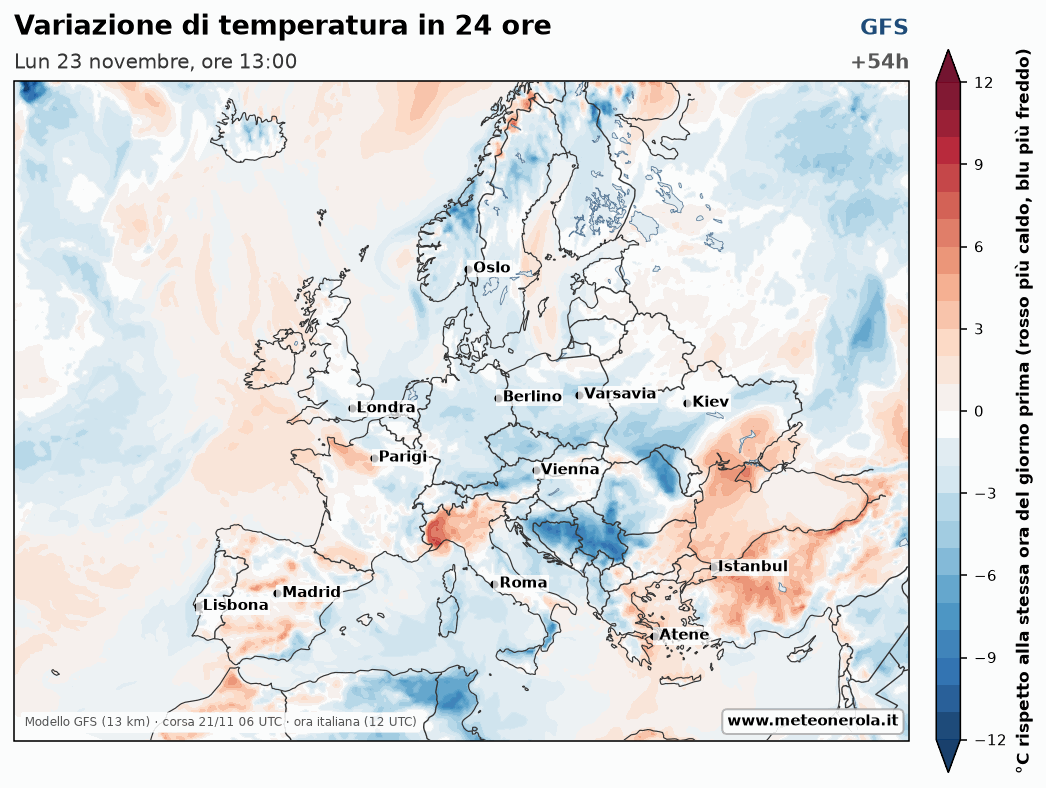 Variazione di temperatura in 24 ore
GFS
Lun 23 novembre, ore 13:00
+54h
Oslo
Londra
Berlino
Varsavia
Kiev
Parigi
Vienna
Istanbul
Roma
Madrid
Lisbona
Atene
Modello GFS (13 km) · corsa 21/11 06 UTC · ora italiana (12 UTC)
www.meteonerola.it
12
9
6
3
0
−3
−6
−9
−12
°C rispetto alla stessa ora del giorno prima (rosso più caldo, blu più freddo)